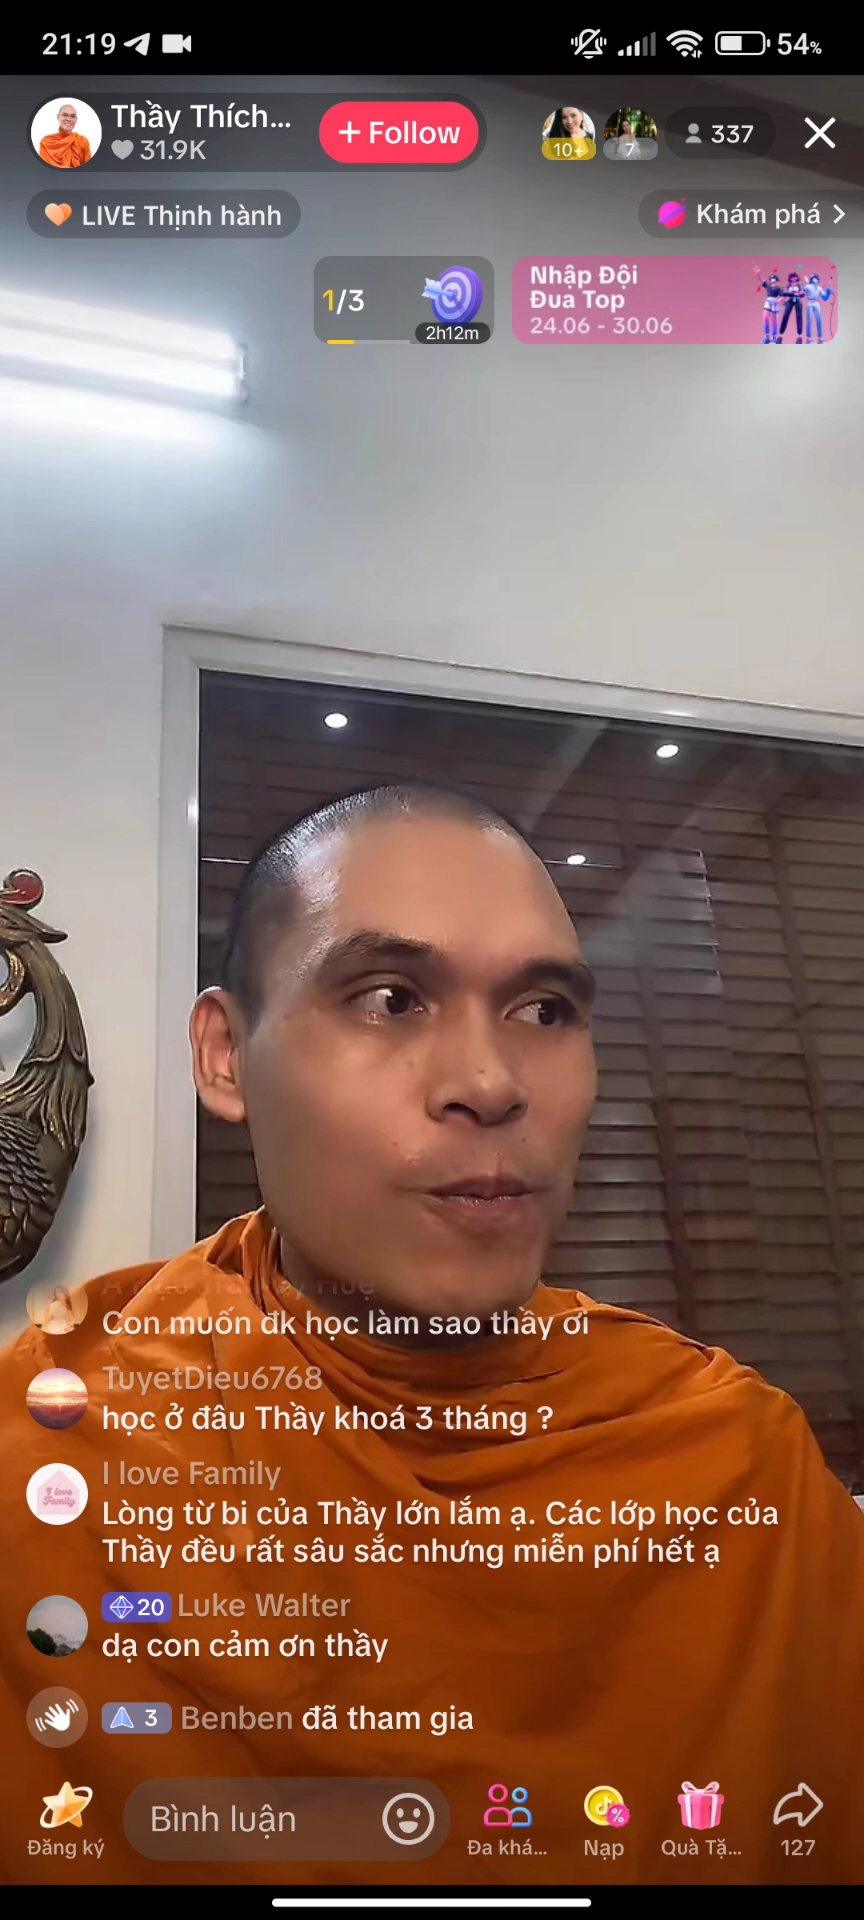 21:19
54%
Thầy Thích...
31.9K
+ Follow
10+
7
337
LIVE Thịnh hành
Khám phá
1/3
2h12m
Nhập Đội
Đua Top
24.06 - 30.06
Con muốn đk học làm sao thầy ơi
TuyetDieu6768
học ở đâu Thầy khoá 3 tháng ?
I love Family
I love
Family
Lòng từ bi của Thầy lớn lắm ạ. Các lớp học của
Thầy đều rất sâu sắc nhưng miễn phí hết ạ
20 Luke Walter
dạ con cảm ơn thầy
3 Benben đã tham gia
Đăng ký
Bình luận
Đa khá...
Nạp
Quà Tặ...
127